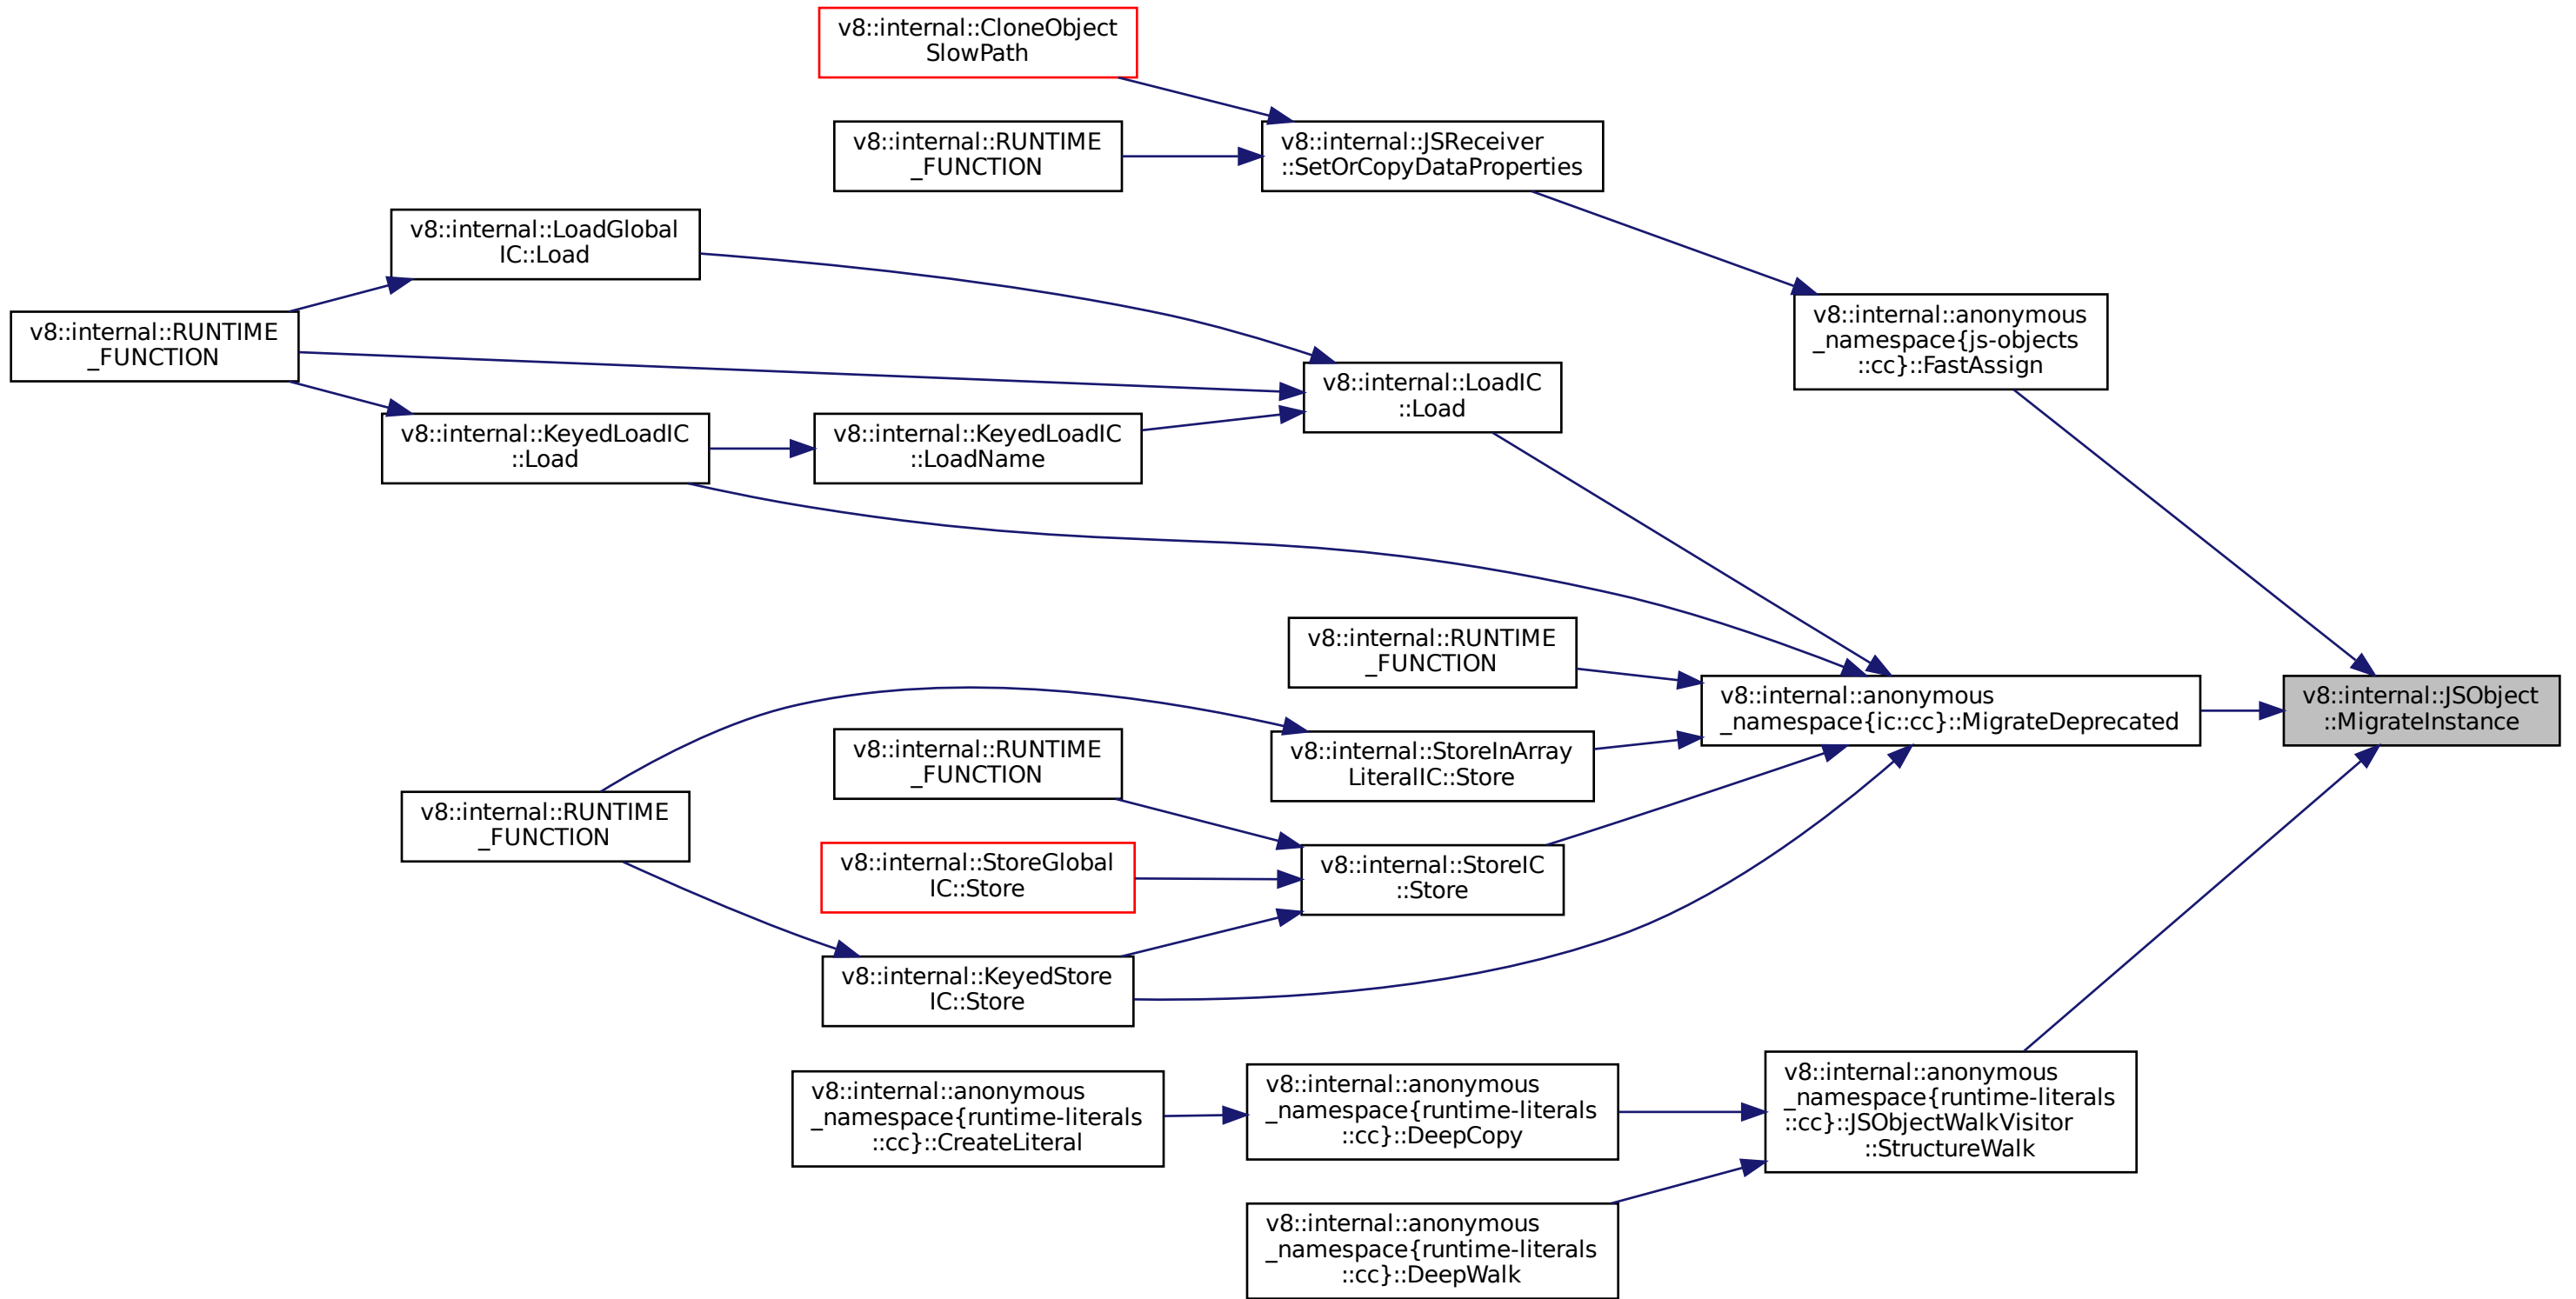 v8::internal::CloneObject
SlowPath
v8::internal::RUNTIME
_FUNCTION
v8::internal::JSReceiver
::SetOrCopyDataProperties
v8::internal::LoadGlobal
IC::Load
v8::internal::RUNTIME
_FUNCTION
v8::internal::anonymous
_namespace{js-objects
::cc}::FastAssign
v8::internal::LoadIC
::Load
v8::internal::KeyedLoadIC
::Load
v8::internal::KeyedLoadIC
::LoadName
v8::internal::RUNTIME
_FUNCTION
v8::internal::anonymous
_namespace{ic::cc}::MigrateDeprecated
v8::internal::JSObject
::MigrateInstance
v8::internal::RUNTIME
_FUNCTION
v8::internal::StoreInArray
LiteralIC::Store
v8::internal::RUNTIME
_FUNCTION
v8::internal::StoreGlobal
IC::Store
v8::internal::StoreIC
::Store
v8::internal::KeyedStore
IC::Store
v8::internal::anonymous
_namespace{runtime-literals
::cc}::CreateLiteral
v8::internal::anonymous
_namespace{runtime-literals
::cc}::DeepCopy
v8::internal::anonymous
_namespace{runtime-literals
::cc}::JSObjectWalkVisitor
::StructureWalk
v8::internal::anonymous
_namespace{runtime-literals
::cc}::DeepWalk